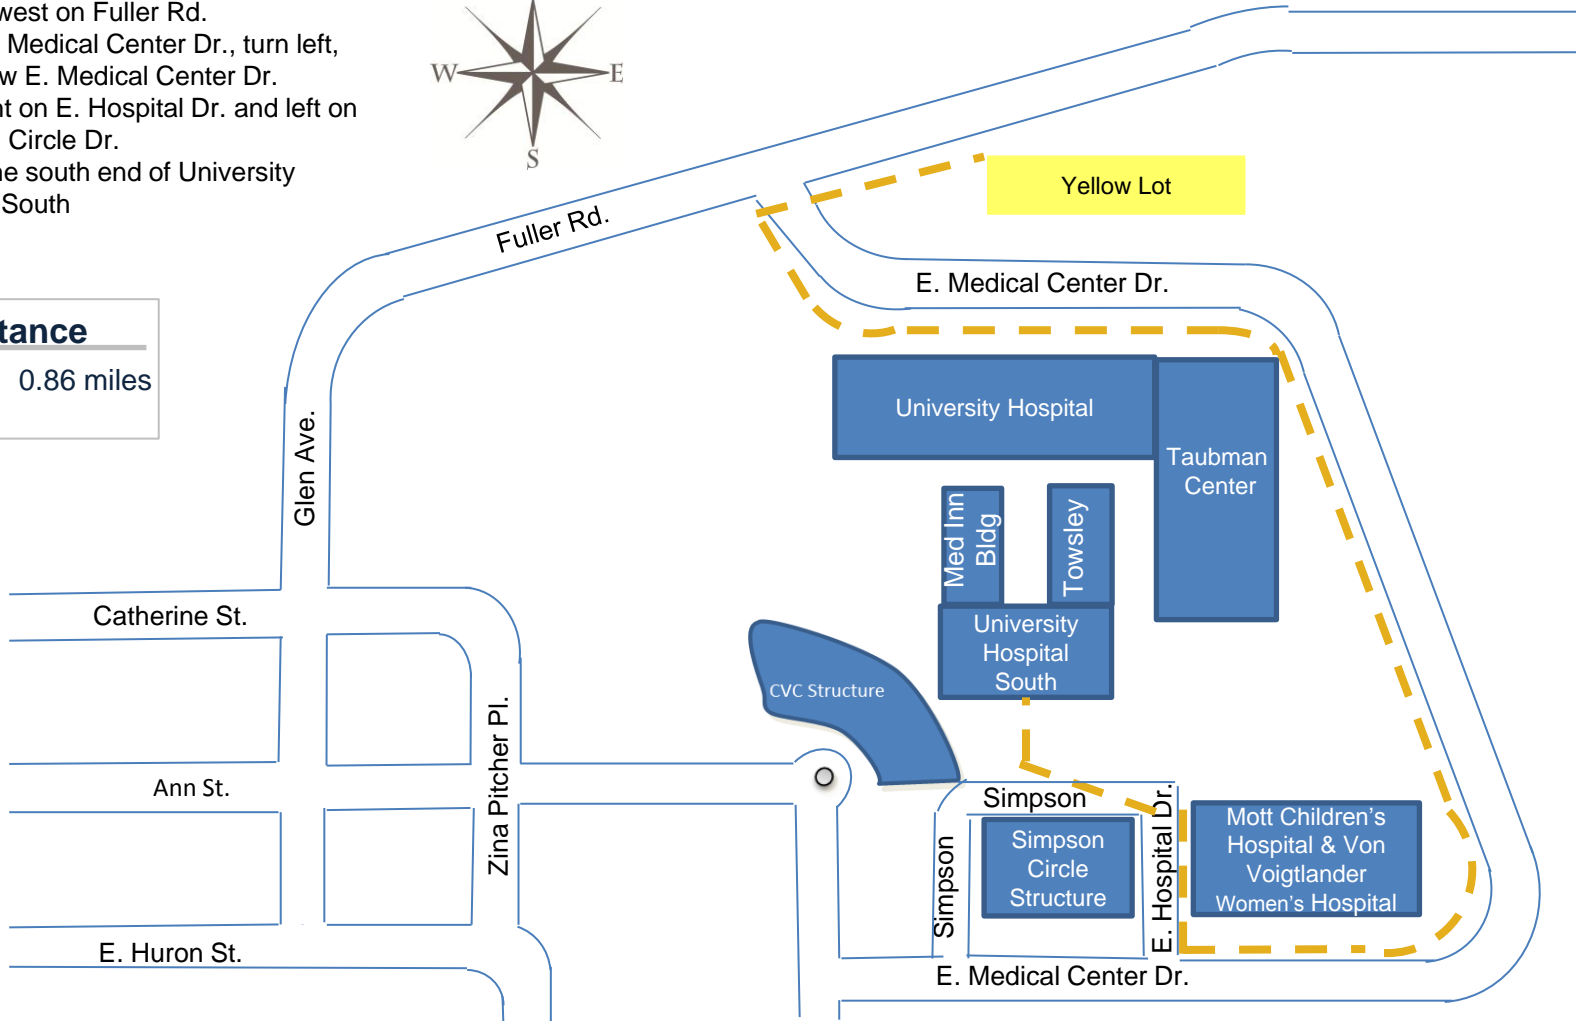 west on Fuller Rd.
Medical Center Dr., turn left,
w E. Medical Center Dr.
nt on E. Hospital Dr. and left on
Circle Dr.
ne south end of University
South
W
E
S
tance
0.86 miles
Yellow Lot
Fuller Rd.
E. Medical Center Dr.
University Hospital
Taubman
Center
Glen Ave.
Med Inn
Bldg
Towsley
Catherine St.
University
Hospital
South
CVC Structure
Zina Pitcher Pl.
Ann St.
Simpson
Simpson
Simpson
Circle
Structure
E. Hospital Dr.
Mott Children’s
Hospital & Von
Voigtlander
Women’s Hospital
E. Huron St.
E. Medical Center Dr.